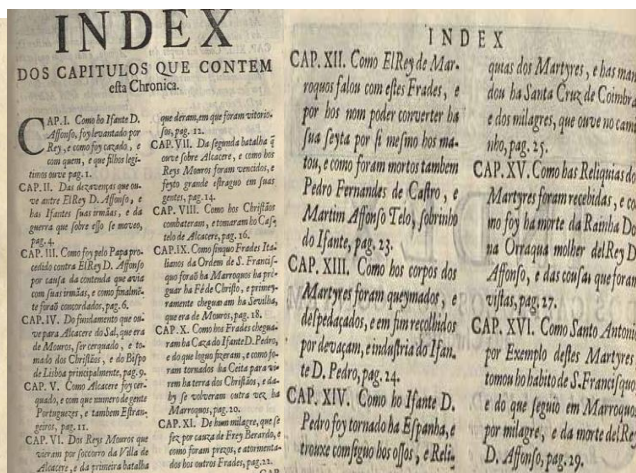 INDEX
DOS CAPITULOS QUE CONTEM
esta Chronica.
CAP. I. Como ho Ifante D.
Affonso, foy levantado por
Rey, e como foy cazado, e
com quem, e que filhos legi-
timos ouve pag. 1.
CAP. II. Das dezavenças que ou-
ve antre ElRey D. Affonso, e
has Ifantes suas irmãas, e da
guerra que sobre esso se moveo,
pag. 4.
CAP. III. Como foy pelo Papa pro-
cedido contra ElRey D. Affonso
por causa da contenda que avia
com suas irmãas, e como finalmē-
te foraõ concordados, pag. 6.
CAP. IV. Do fundamento que ou-
ve para Alcacere do Sal, que era
de Mouros, ser cercado, e to-
mado dos Christãos, e do Bispo
de Lisboa principalmente, pag. 9.
CAP. V. Como Alcacere foy cer-
quado, e com que numero de gente
Portuguezes, e tambem Estran-
geiros, pag. 11.
CAP. VI. Dos Reys Mouros que
vieram por soccorro da Villa de
Alcacere, e da primeira batalha
que deram, em que foram vitorio-
sos, pag. 12.
CAP. VII. Da segunda batalha q̃
ouve sobre Alcacere, e como hos
Reys Mouros foram vencidos, e
feyto grande estraguo em suas
gentes, pag. 14.
CAP. VIII. Como hos Christãos
combateram, e tomaram ho Cas-
telo de Alcacere, pag. 16.
CAP. IX. Como sinquo Frades Ita-
lianos da Ordem de S. Francis-
quo foraõ ha Marroquos ha pre-
guar ha Fé de Christo, e primey-
ramente cheguaram ha Sevilha,
que era de Mouros, pag. 18.
CAP. X. Como hos Frades chegua-
ram ha Caza do Ifante D. Pedro,
e do que loguo fizeram, e como fo-
ram tornados ha Ceita para vi-
rem ha terra dos Christãos, e da-
hy se volveram outra vez ha
Marroquos, pag. 20.
CAP. XI. De hum milagre, que se
fez por cauza de Frey Berardo, e
como foram prezos, e atormenta-
dos hos outros Frades, pag. 22.
CAP.
INDEX
CAP. XII. Como ElRey de Mar-
roquos falou com estes Frades, e
por hos nom poder converter ha
sua seyta por si mesmo hos ma-
tou, e como foram mortos tambem
Pedro Fernandes de Castro, e
Martim Affonso Telo, sobrinho
do Ifante, pag. 23.
CAP. XIII. Como hos corpos dos
Martyres foram queymados, e
despedaçados, e em fim recolhidos
por devaçam, e industria do Ifan-
te D. Pedro, pag. 24.
CAP. XIV. Como ho Ifante D.
Pedro foy tornado ha Espanha, e
trouxe comsiguo hos ossos, e Reli-
quias dos Martyres, e has man
dou ha Santa Cruz de Coimbra
e dos milagres, que ouve no cami
nho, pag. 25.
CAP. XV. Como has Reliquias do
Martyres foram recebidas, e co
mo foy ha morte da Rainha Do
na Orraqua molher delRey D
Affonso, e das cousas que foram
vistas, pag. 27.
CAP. XVI. Como Santo Antonio
por Exemplo destes Martyres
tomou ho habito de S. Francisquo
e do que seguio em Marroquo
por milagre, e da morte delRe
D. Affonso, pag. 29.